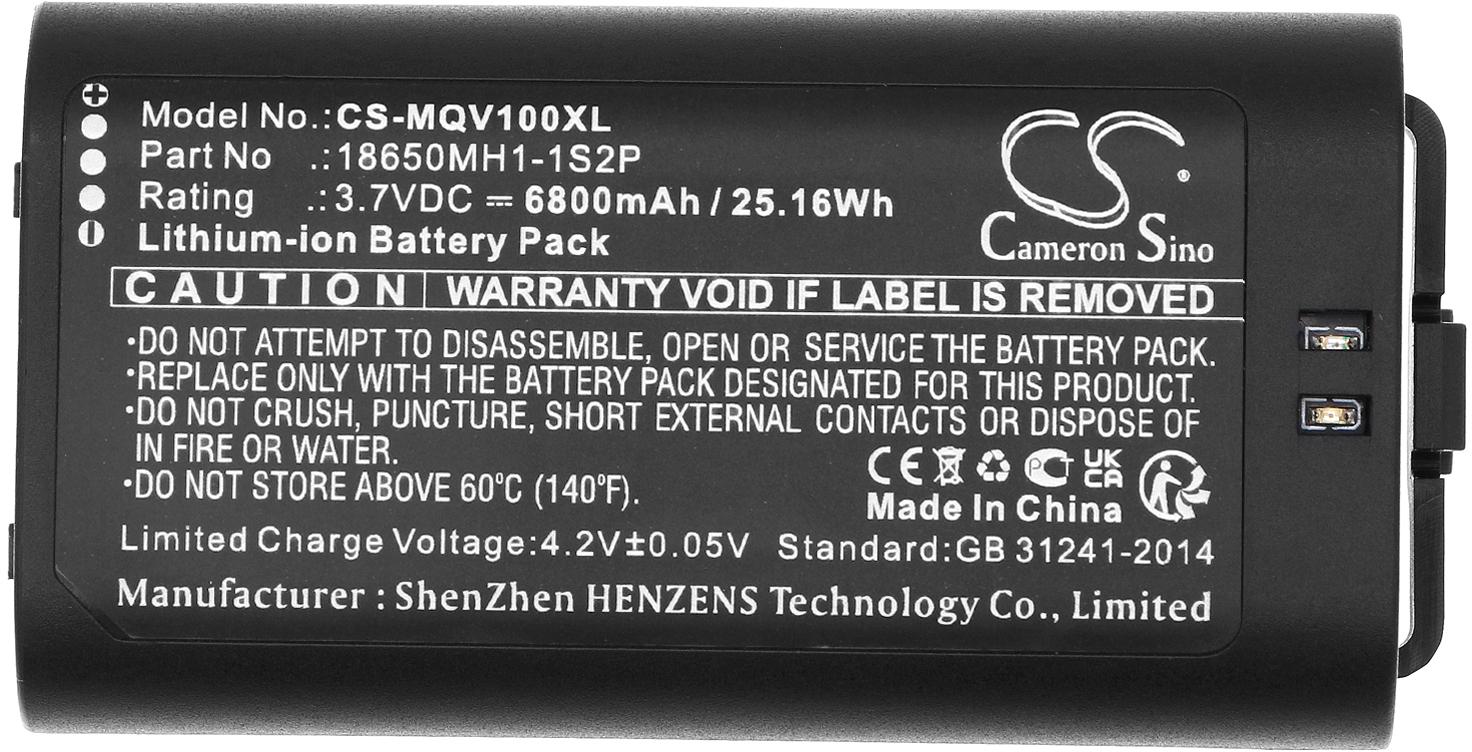 Model No.:CS-MQV100XL
Part No .:18650MH1-1S2P
Rating .:3.7VDC ⎓ 6800mAh / 25.16Wh
Lithium-ion Battery Pack
CS®
Cameron Sino
CAUTION WARRANTY VOID IF LABEL IS REMOVED
·DO NOT ATTEMPT TO DISASSEMBLE, OPEN OR SERVICE THE BATTERY PACK.
·REPLACE ONLY WITH THE BATTERY PACK DESIGNATED FOR THIS PRODUCT.
·DO NOT CRUSH, PUNCTURE, SHORT EXTERNAL CONTACTS OR DISPOSE OF
IN FIRE OR WATER.
·DO NOT STORE ABOVE 60°C (140°F).
CE UK CA
Made In China
Limited Charge Voltage:4.2V±0.05V Standard:GB 31241-2014
Manufacturer : ShenZhen HENZENS Technology Co., Limited